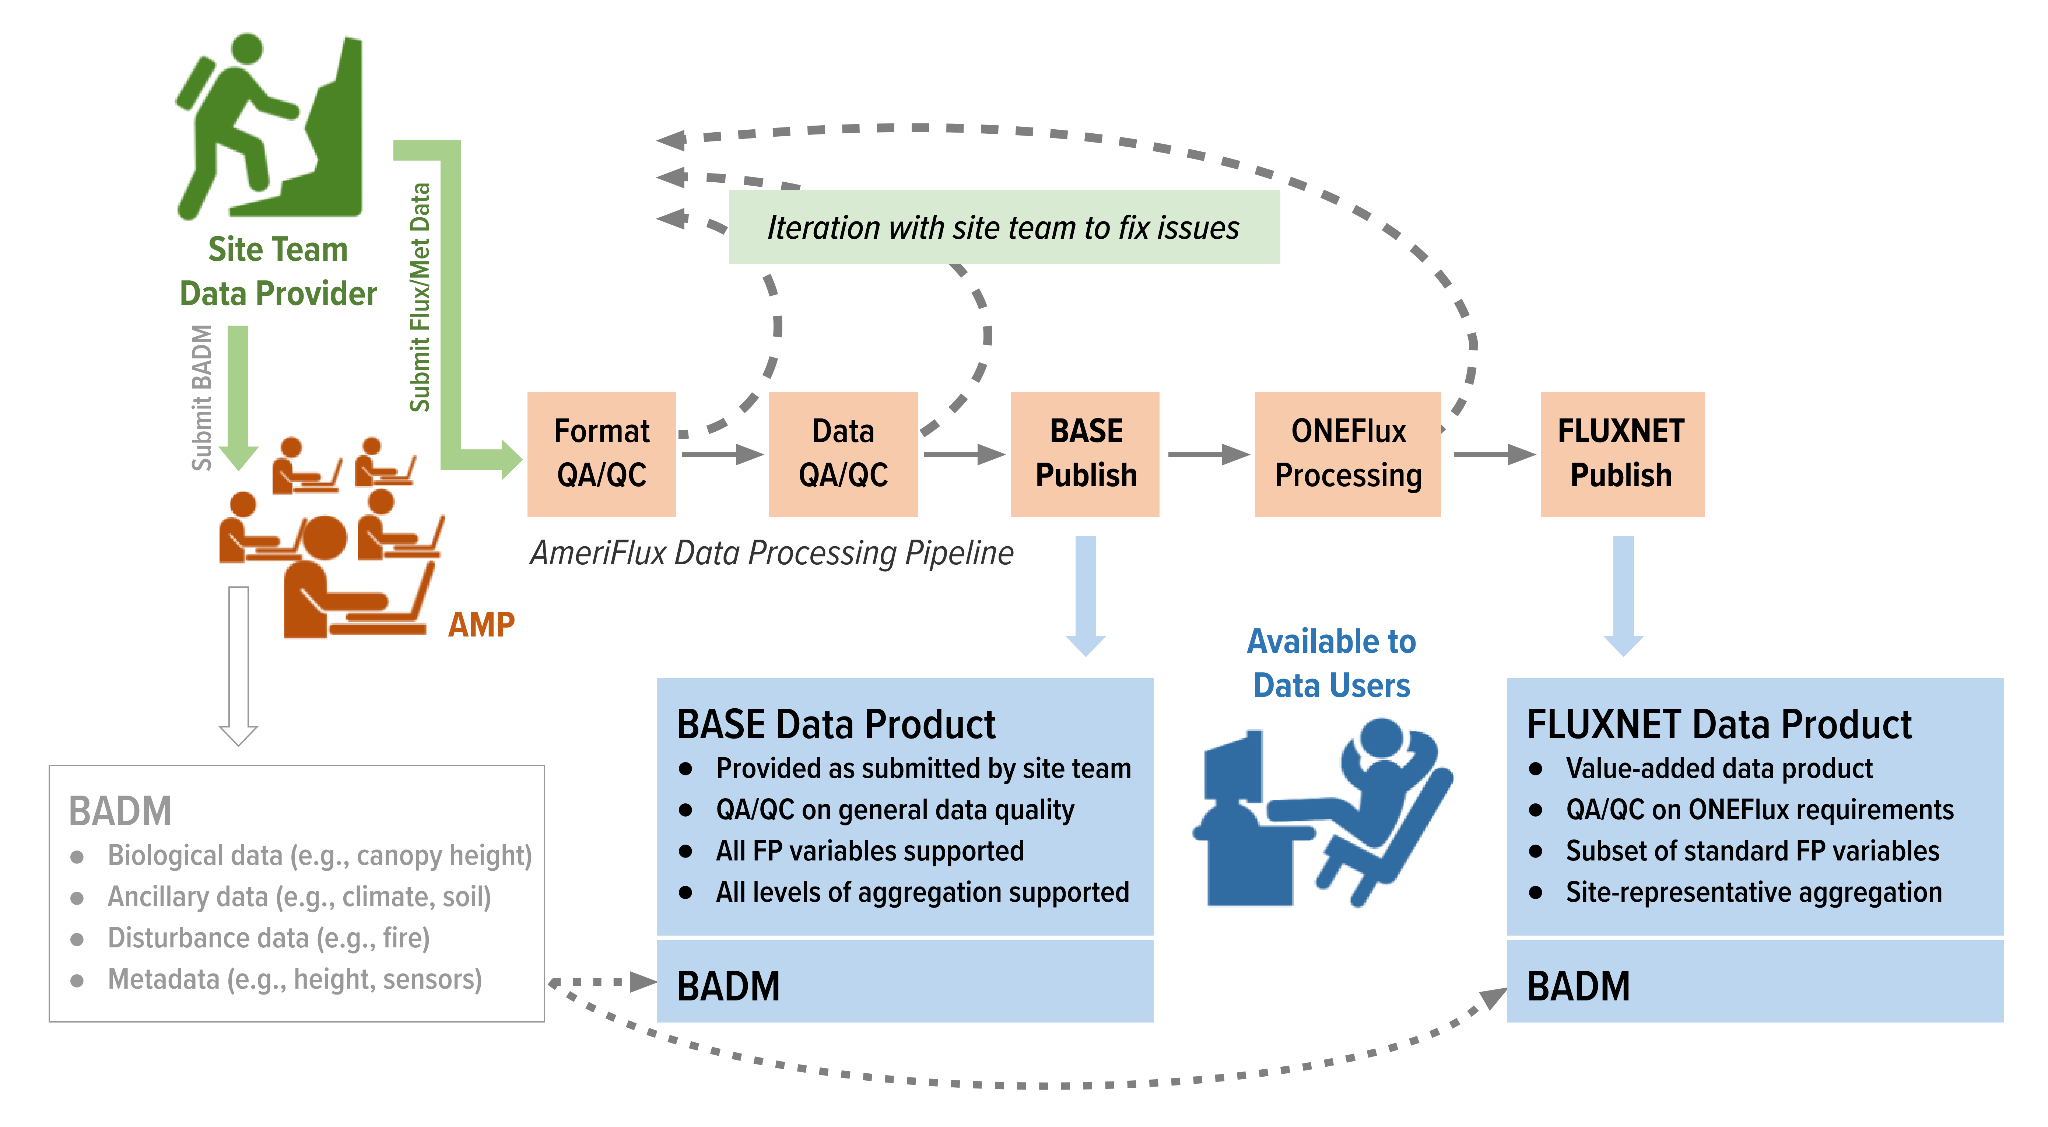 Site Team
Data Provider
Submit BADM
Submit Flux/Met Data
Iteration with site team to fix issues
Format
QA/QC
Data
QA/QC
BASE
Publish
ONEFlux
Processing
FLUXNET
Publish
AmeriFlux Data Processing Pipeline
AMP
Available to
Data Users
BADM
● Biological data (e.g., canopy height)
● Ancillary data (e.g., climate, soil)
● Disturbance data (e.g., fire)
● Metadata (e.g., height, sensors)
BASE Data Product
● Provided as submitted by site team
● QA/QC on general data quality
● All FP variables supported
● All levels of aggregation supported
BADM
FLUXNET Data Product
● Value-added data product
● QA/QC on ONEFlux requirements
● Subset of standard FP variables
● Site-representative aggregation
BADM